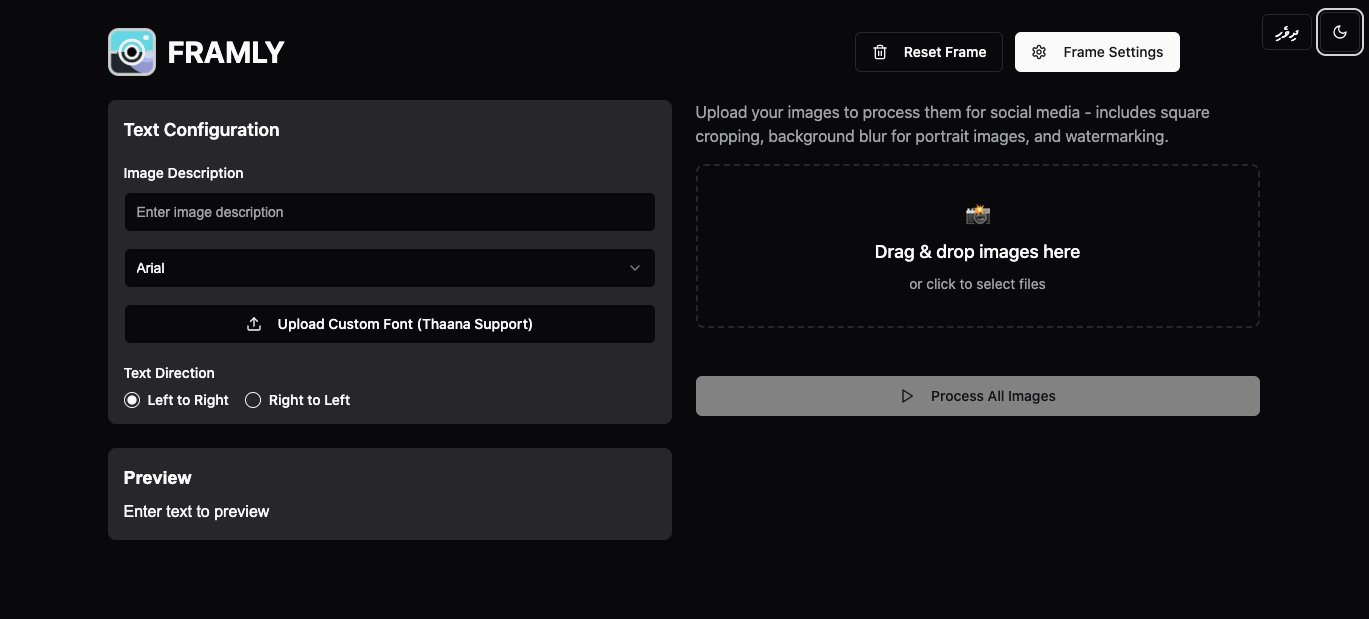 FRAMLY
Reset Frame
Frame Settings
ދިވެހި
Text Configuration
Image Description
Enter image description
Arial
Upload Custom Font (Thaana Support)
Text Direction
Left to Right
Right to Left
Preview
Enter text to preview
Upload your images to process them for social media - includes square
cropping, background blur for portrait images, and watermarking.
Drag & drop images here
or click to select files
Process All Images